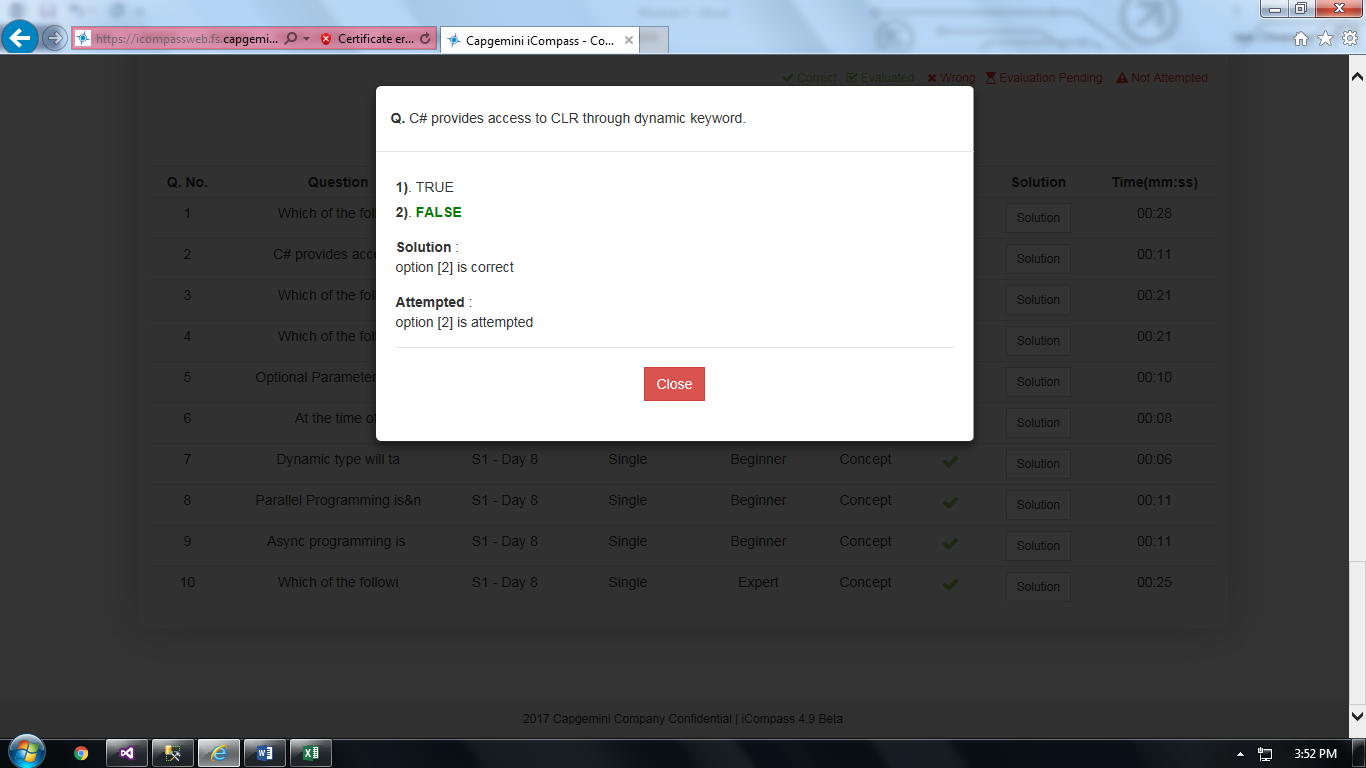 https://icompassweb.fs.capgemi...
Certificate er...
Capgemini iCompass - Co...
Correct Evaluated Wrong Evaluation Pending Not Attempted
Q. C# provides access to CLR through dynamic keyword.
1). TRUE
2). FALSE
Solution :
option [2] is correct
Attempted :
option [2] is attempted
Close
Q. No. Question Solution Time(mm:ss)
1 Which of the fol Solution 00:28
2 C# provides acce Solution 00:11
3 Which of the fol Solution 00:21
4 Which of the fol Solution 00:21
5 Optional Parameter Solution 00:10
6 At the time of Solution 00:08
7 Dynamic type will ta S1 - Day 8 Single Beginner Concept Solution 00:06
8 Parallel Programming is&n S1 - Day 8 Single Beginner Concept Solution 00:11
9 Async programming is S1 - Day 8 Single Beginner Concept Solution 00:11
10 Which of the followi S1 - Day 8 Single Expert Concept Solution 00:25
2017 Capgemini Company Confidential | iCompass 4.9 Beta
3:52 PM